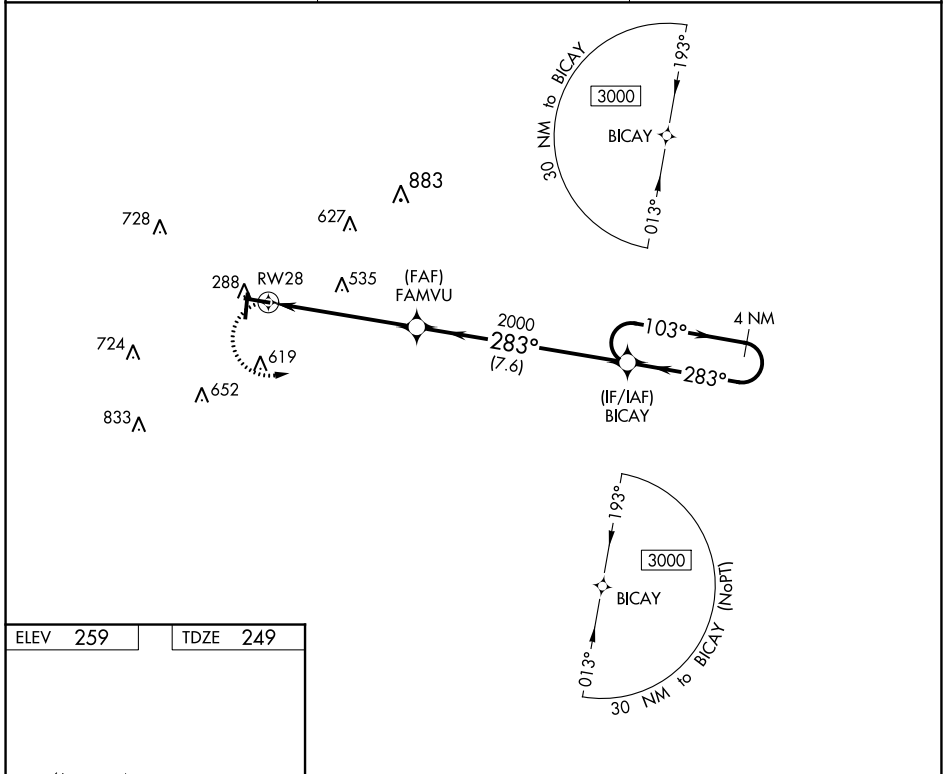 193°
30 NM to BICAY
3000
BICAY
013°
883
728
627
288
RW28
535
(FAF)
FAMVU
2000
283°
(7.6)
103°
4 NM
283°
(IF/IAF)
BICAY
724
619
652
833
193°
3000
BICAY
013°
30 NM to BICAY (NoPT)
ELEV 259
TDZE 249